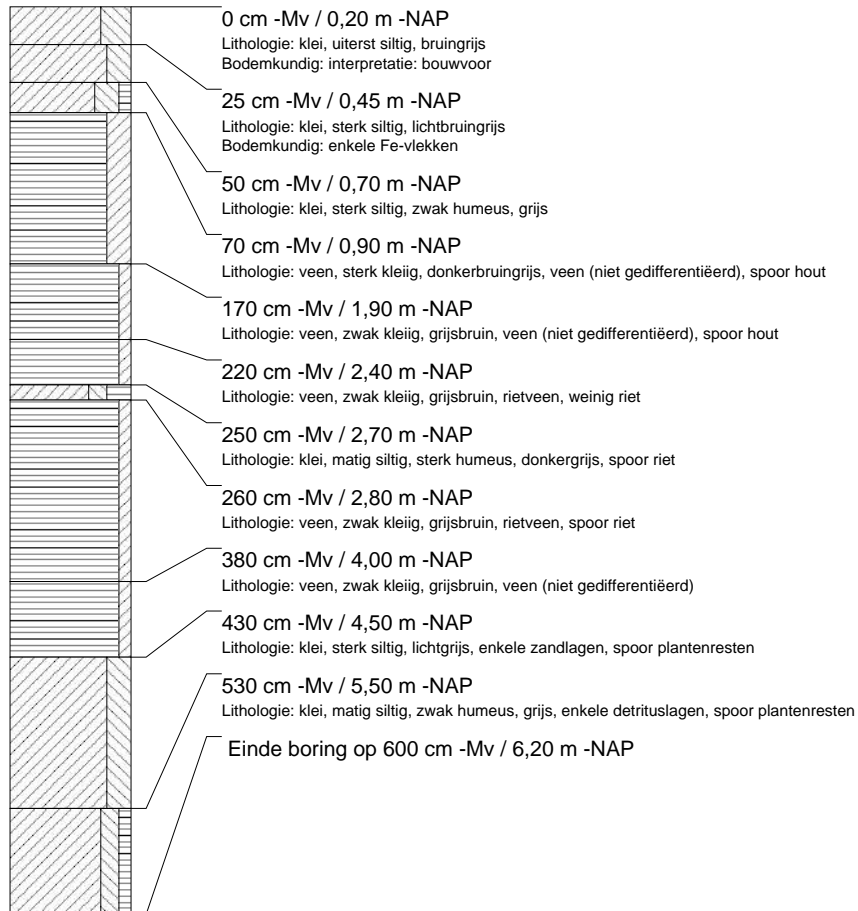 0 cm -Mv / 0,20 m -NAP
Lithologie: klei, uiterst siltig, bruingrijs
Bodemkundig: interpretatie: bouwvoor
25 cm -Mv / 0,45 m -NAP
Lithologie: klei, sterk siltig, lichtbruingrijs
Bodemkundig: enkele Fe-vlekken
50 cm -Mv / 0,70 m -NAP
Lithologie: klei, sterk siltig, zwak humeus, grijs
70 cm -Mv / 0,90 m -NAP
Lithologie: veen, sterk kleiig, donkerbruingrijs, veen (niet gedifferentiëerd), spoor hout
170 cm -Mv / 1,90 m -NAP
Lithologie: veen, zwak kleiig, grijsbruin, veen (niet gedifferentiëerd), spoor hout
220 cm -Mv / 2,40 m -NAP
Lithologie: veen, zwak kleiig, grijsbruin, rietveen, weinig riet
250 cm -Mv / 2,70 m -NAP
Lithologie: klei, matig siltig, sterk humeus, donkergrijs, spoor riet
260 cm -Mv / 2,80 m -NAP
Lithologie: veen, zwak kleiig, grijsbruin, rietveen, spoor riet
380 cm -Mv / 4,00 m -NAP
Lithologie: veen, zwak kleiig, grijsbruin, veen (niet gedifferentiëerd)
430 cm -Mv / 4,50 m -NAP
Lithologie: klei, sterk siltig, lichtgrijs, enkele zandlagen, spoor plantenresten
530 cm -Mv / 5,50 m -NAP
Lithologie: klei, matig siltig, zwak humeus, grijs, enkele detrituslagen, spoor plantenresten
Einde boring op 600 cm -Mv / 6,20 m -NAP